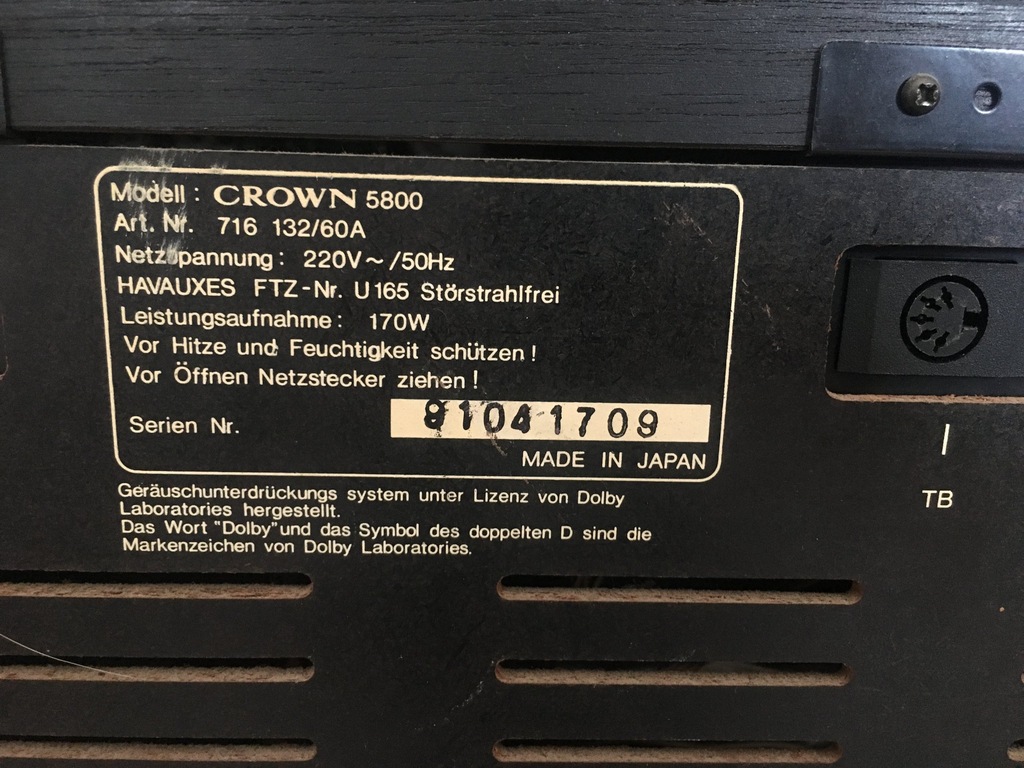 Modell : CROWN 5800
Art. Nr. 716 132/60A
Netzspannung : 220V~/50Hz
HAVAUXES FTZ-Nr. U165 Störstrahlfrei
Leistungsaufnahme : 170W
Vor Hitze und Feuchtigkeit schützen !
Vor Öffnen Netzstecker ziehen !
Serien Nr. 91041709
MADE IN JAPAN
Geräuschunterdrückungs system unter Lizenz von Dolby
Laboratories hergestellt.
Das Wort "Dolby"und das Symbol des doppelten D sind die
Markenzeichen von Dolby Laboratories.
TB